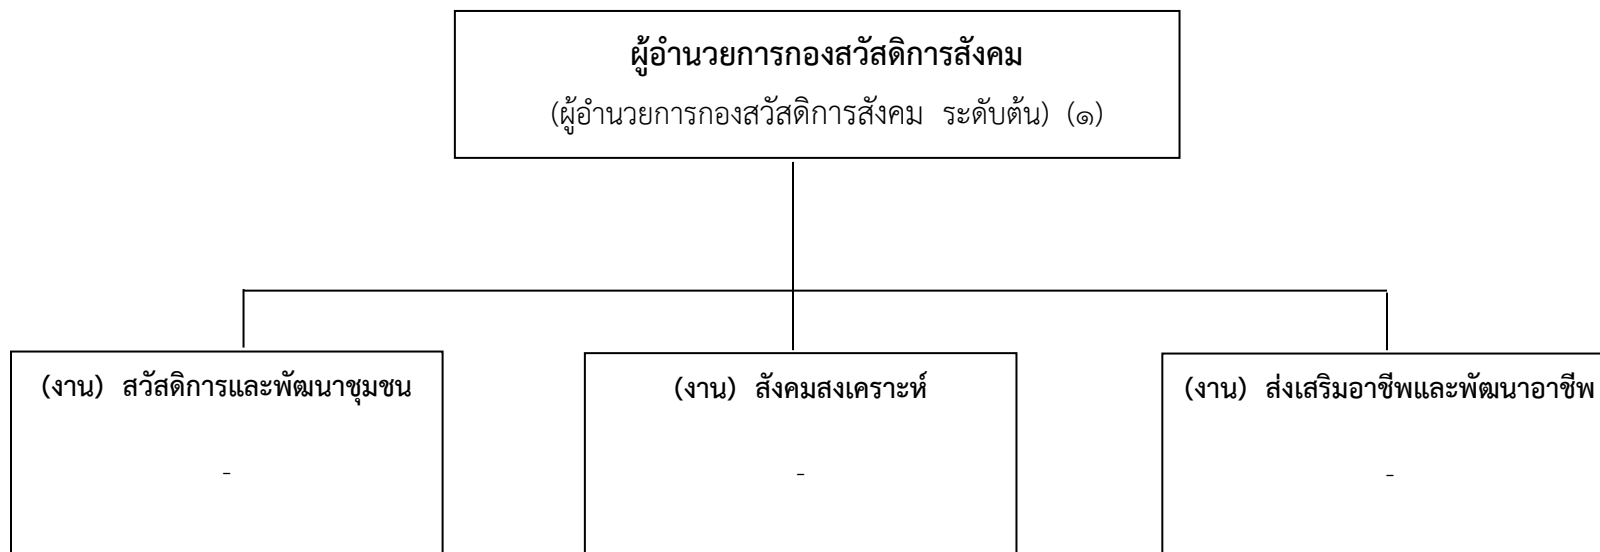 ผู้อำนวยการกองสวัสดิการสังคม
(ผู้อำนวยการกองสวัสดิการสังคม ระดับต้น) (๑)
(งาน) สวัสดิการและพัฒนาชุมชน
-
(งาน) สังคมสงเคราะห์
-
(งาน) ส่งเสริมอาชีพและพัฒนาอาชีพ
-